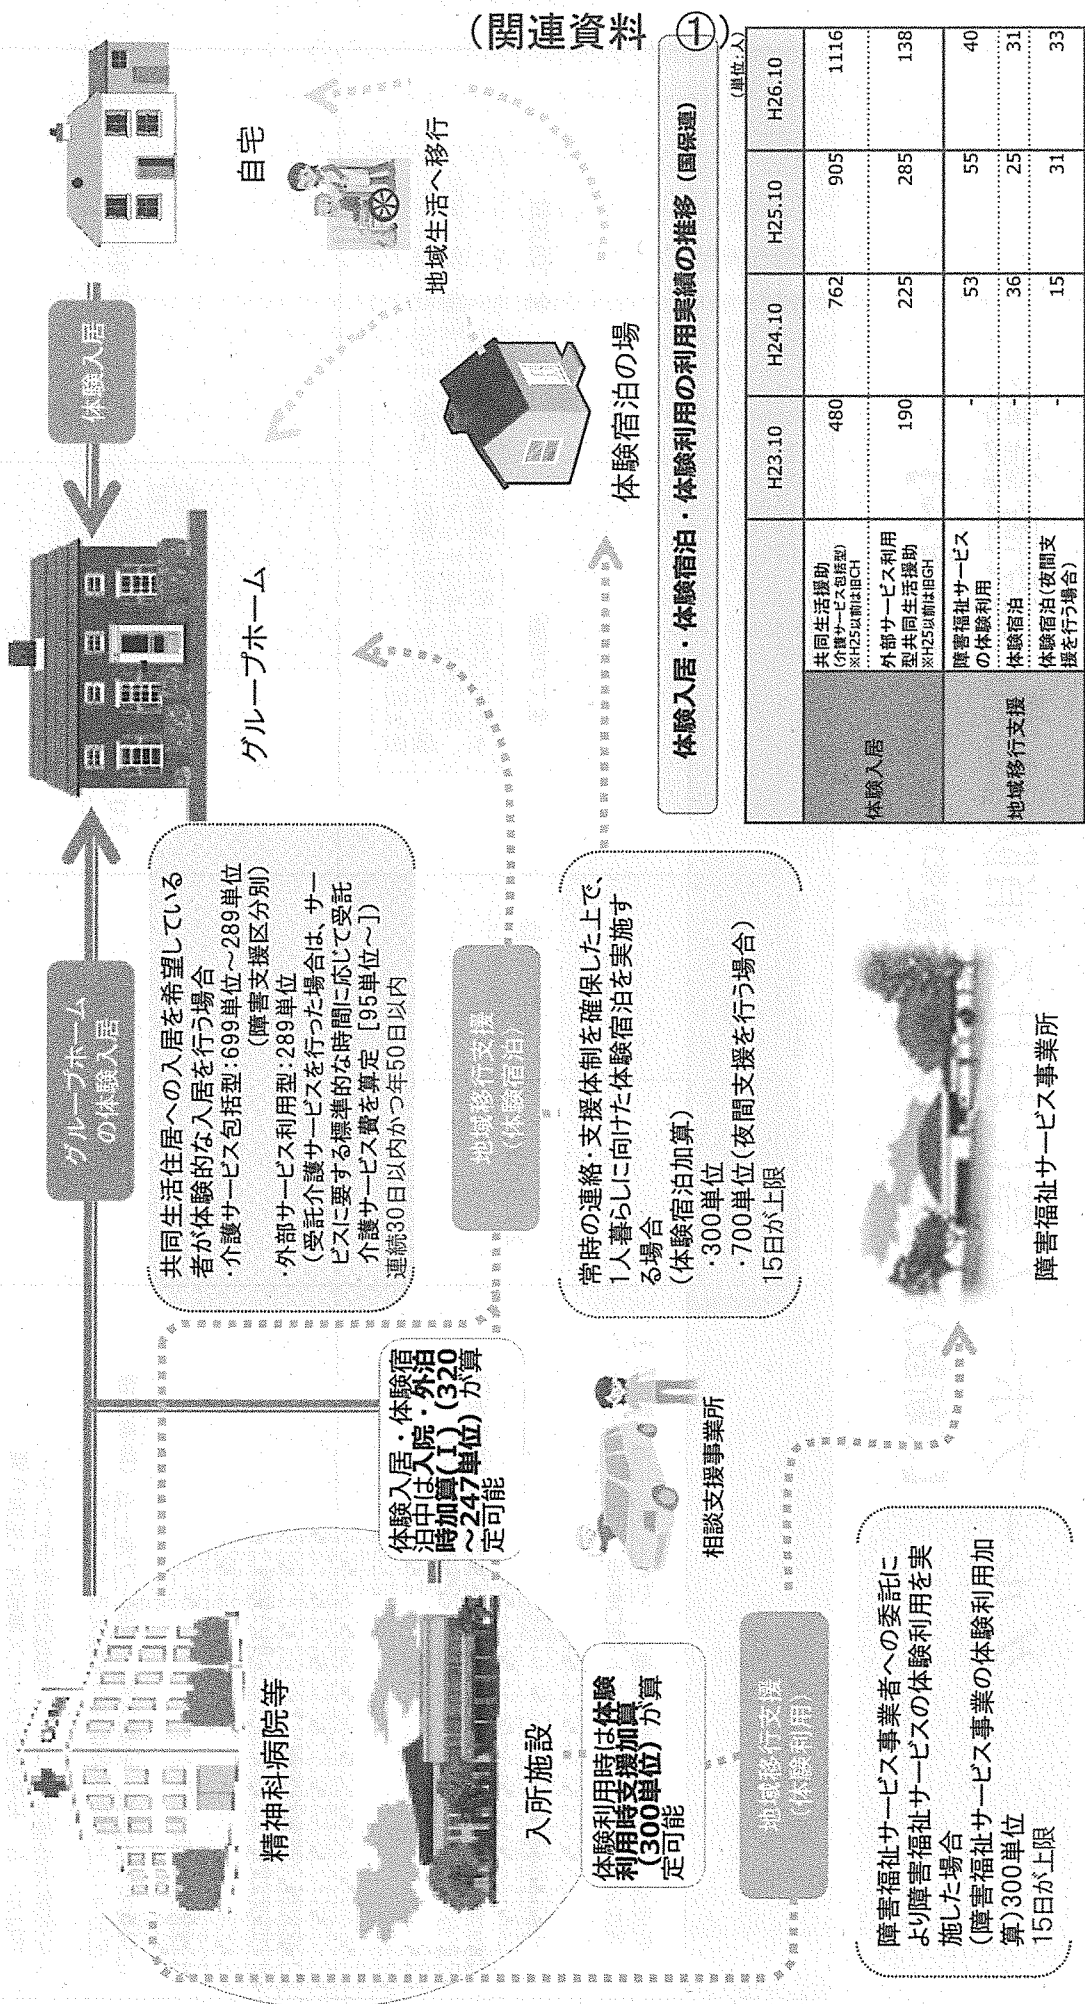 (関連資料 ①)
精神科病院等
入所施設
体験入居・体験宿
泊中は入院・外泊
時加算(Ⅰ)(320
～247単位)が算
定可能
体験利用時は体験
利用時支援加算
(300単位)が算
定可能
グループホーム
の体験入居
共同生活住居への入居を希望している
者が体験的な入居を行う場合
・介護サービス包括型:699単位～289単位
(障害支援区分別)
・外部サービス利用型:289単位
(受託介護サービスを行った場合は、サー
ビスに要する標準的な時間に応じて受託
介護サービス費を算定 [95単位～])
連続30日以内かつ年50日以内
グループホーム
体験入居
自宅
地域生活へ移行
地域移行支援
(体験宿泊)
常時の連絡・支援体制を確保した上で、
1人暮らしに向けた体験宿泊を実施す
る場合
(体験宿泊加算)
・300単位
・700単位(夜間支援を行う場合)
15日が上限
体験宿泊の場
相談支援事業所
地域移行支援
(体験利用)
障害福祉サービス事業者への委託に
より障害福祉サービスの体験利用を実
施した場合
(障害福祉サービス事業の体験利用加
算)300単位
15日が上限
障害福祉サービス事業所
体験入居・体験宿泊・体験利用の利用実績の推移 (国保連)
(単位:人)
H23.10 H24.10 H25.10 H26.10
体験入居
共同生活援助
(介護サービス包括型)
※H25以前は旧CH
480 762 905 1116
外部サービス利用
型共同生活援助
※H25以前は旧GH
190 225 285 138
地域移行支援
障害福祉サービス
の体験利用
- 53 55 40
体験宿泊
- 36 25 31
体験宿泊(夜間支
援を行う場合)
- 15 31 33